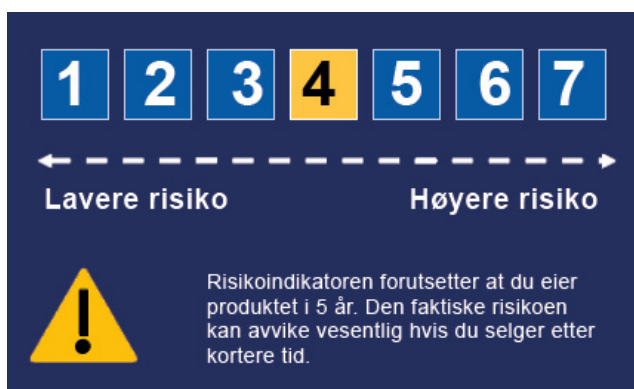 1 2 3 4 5 6 7
Lavere risiko Høyere risiko
Risikoindikatoren forutsetter at du eier
produktet i 5 år. Den faktiske risikoen
kan avvike vesentlig hvis du selger etter
kortere tid.